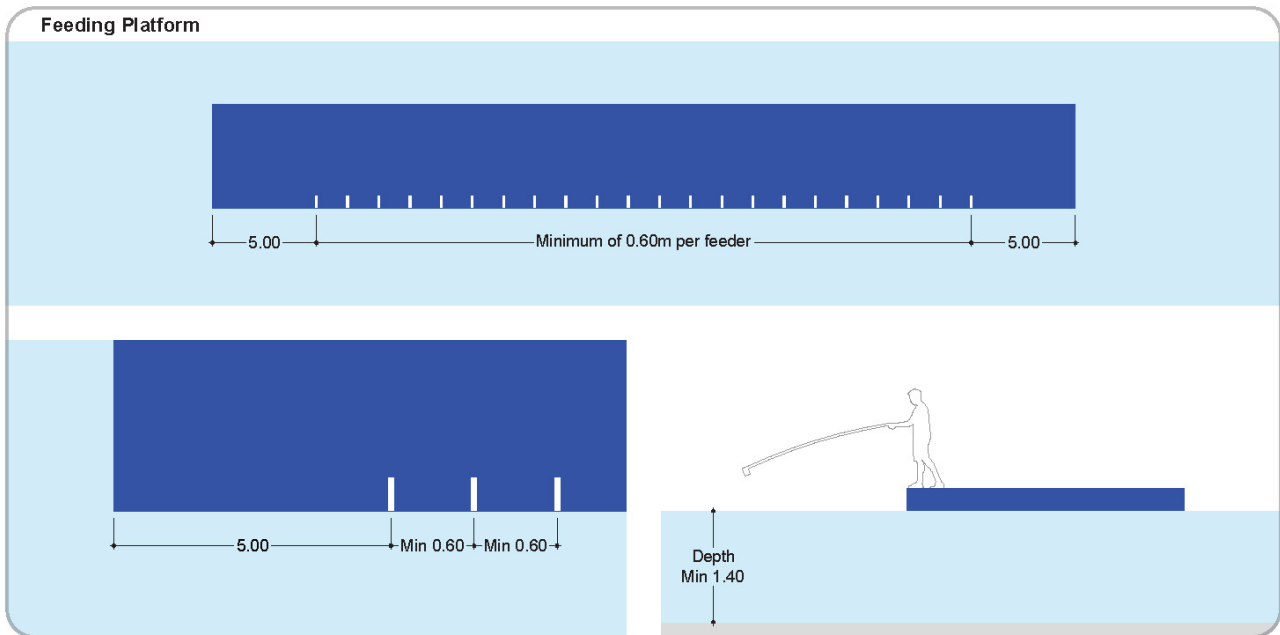 Feeding Platform
5.00
Minimum of 0.60m per feeder
5.00
5.00
Min 0.60
Min 0.60
Depth
Min 1.40